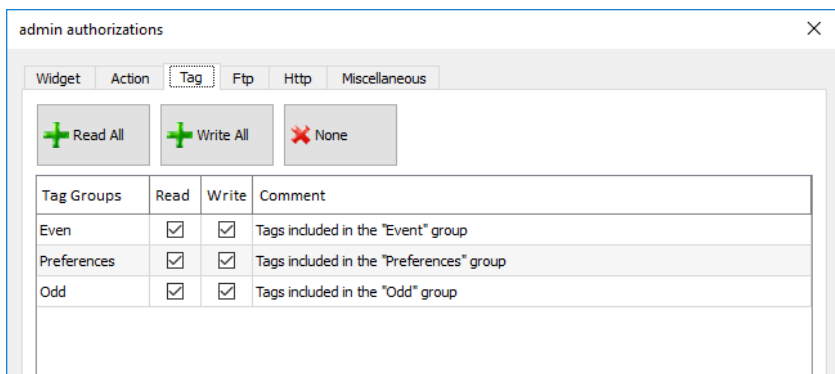 admin authorizations
Widget Action Tag Ftp Http Miscellaneous
Read All Write All None
Tag Groups Read Write Comment
Even Tags included in the "Event" group
Preferences Tags included in the "Preferences" group
Odd Tags included in the "Odd" group